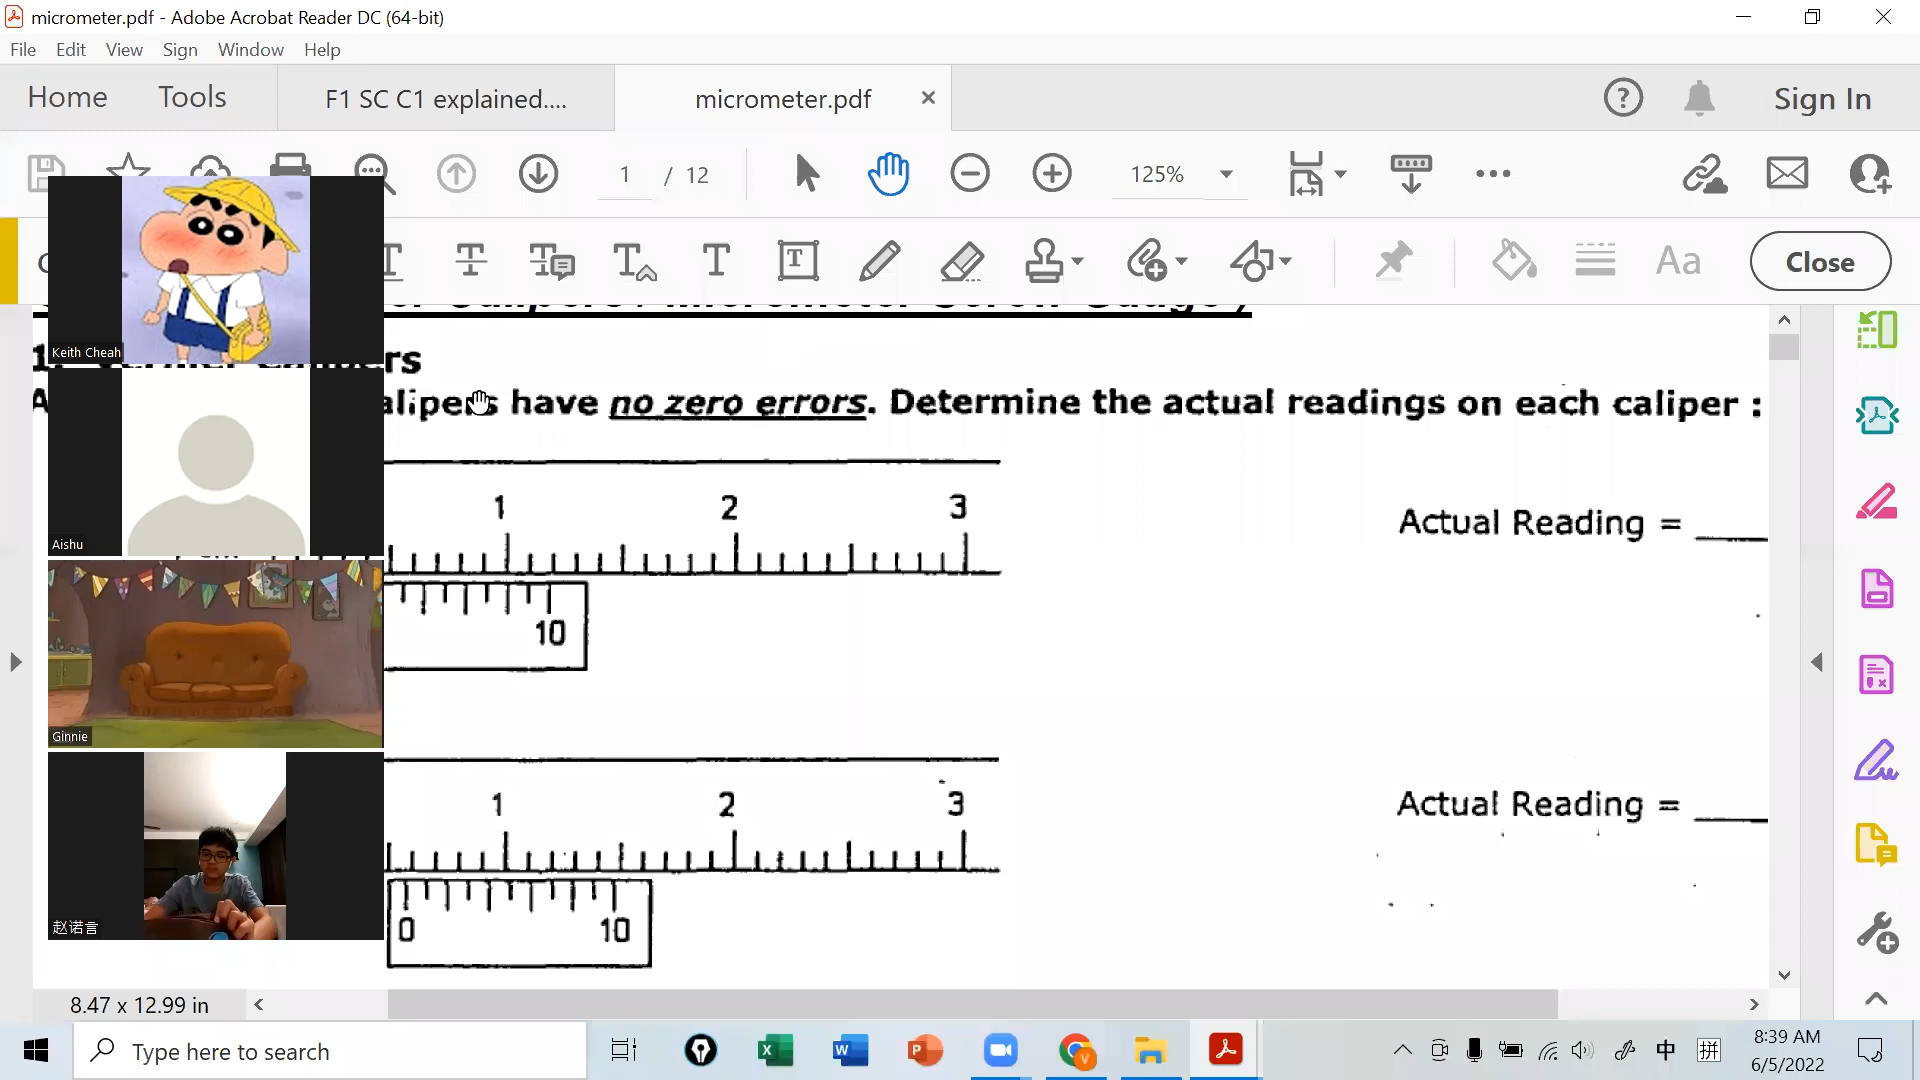 micrometer.pdf - Adobe Acrobat Reader DC (64-bit)
File Edit View Sign Window Help
Home Tools F1 SC C1 explained.... micrometer.pdf Sign In
1 / 12 125%
Close
Keith Cheah
have no zero errors. Determine the actual readings on each caliper :
1 2 3
Actual Reading =
Aishu
10
Ginnie
1 2 3
Actual Reading =
0 10
赵诺言
8.47 x 12.99 in
Type here to search
中 拼
8:39 AM
6/5/2022